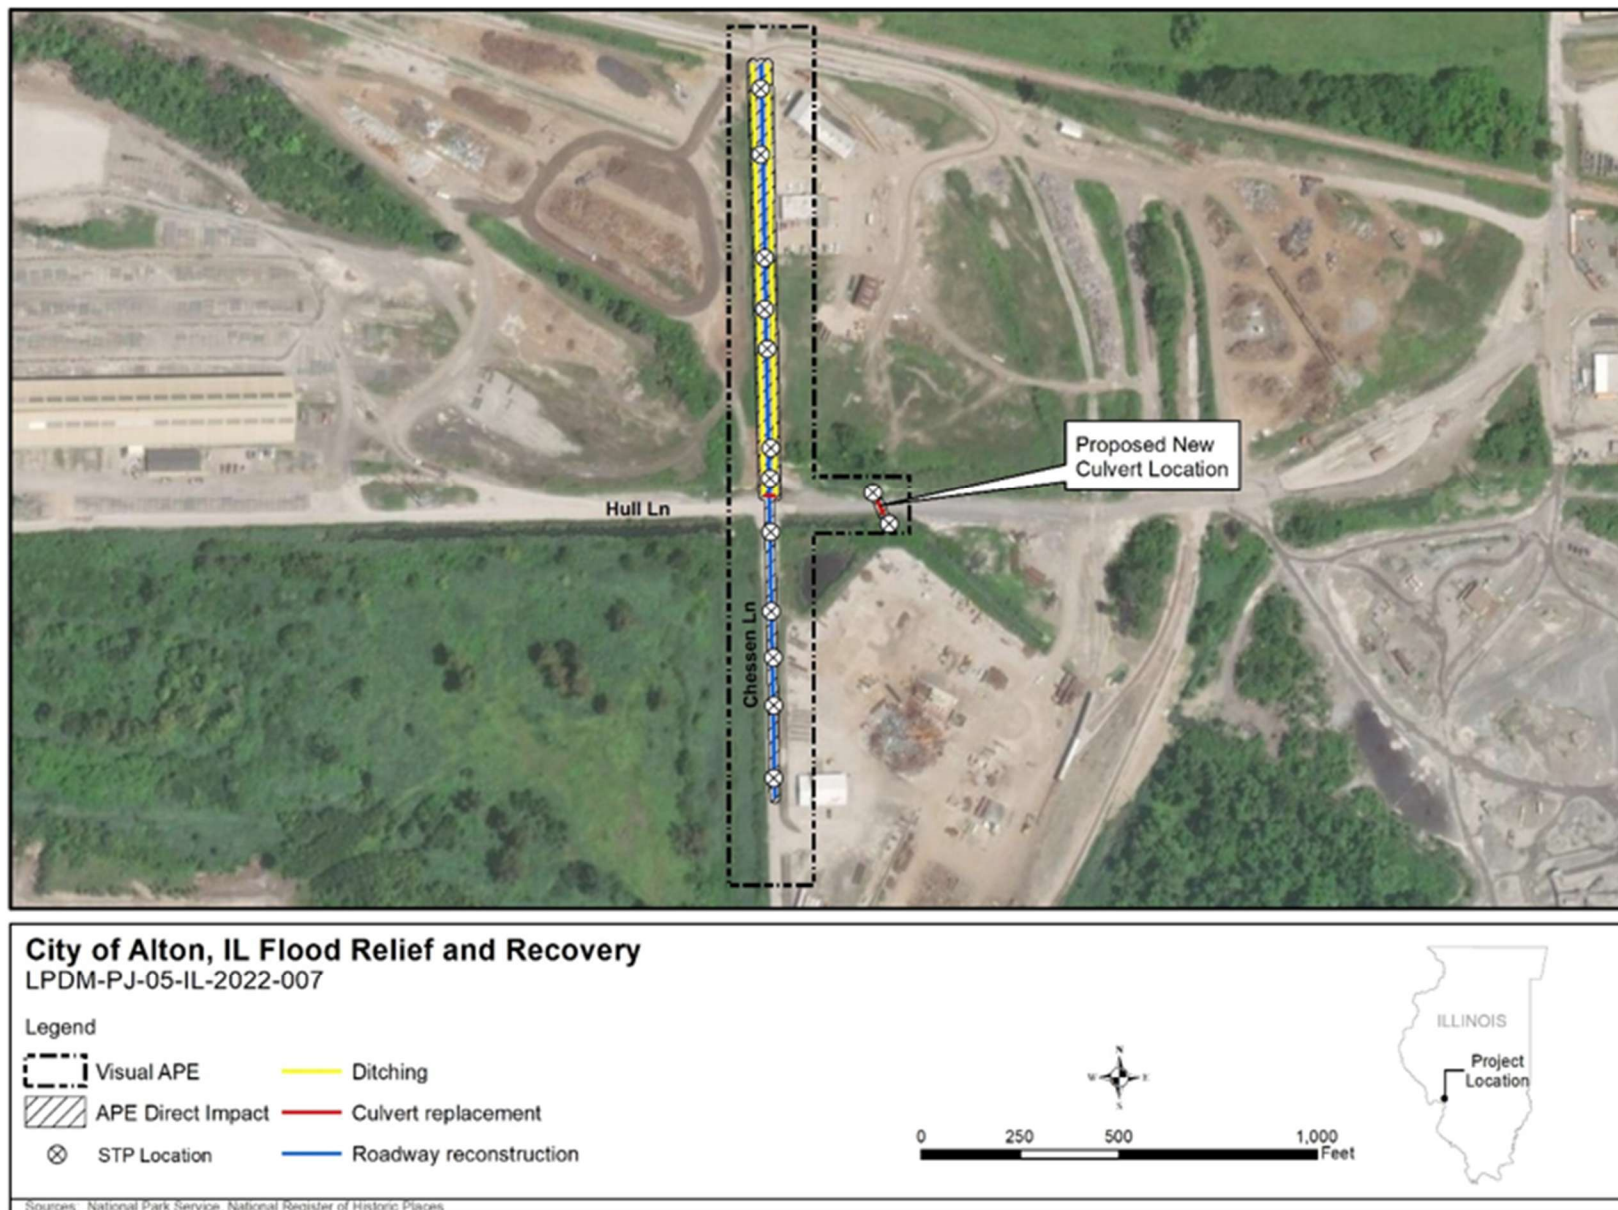 Proposed New
Culvert Location
Hull Ln
Chessen Ln
City of Alton, IL Flood Relief and Recovery
LPDM-PJ-05-IL-2022-007
Legend
Visual APE
Ditching
APE Direct Impact
Culvert replacement
STP Location
Roadway reconstruction
N
W E
S
0 250 500 1,000
Feet
ILLINOIS
Project
Location
Sources: National Park Service, National Register of Historic Places